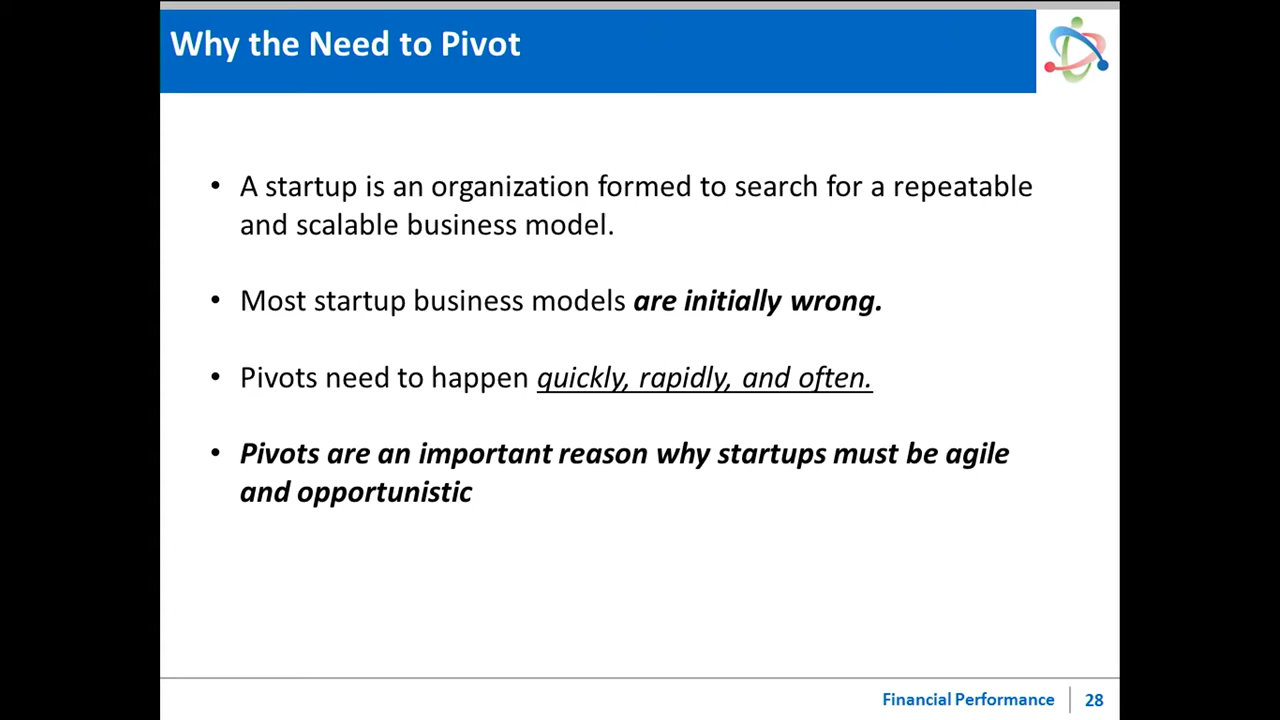 Why the Need to Pivot
• A startup is an organization formed to search for a repeatable
and scalable business model.
• Most startup business models are initially wrong.
• Pivots need to happen quickly, rapidly, and often.
• Pivots are an important reason why startups must be agile
and opportunistic
Financial Performance
28